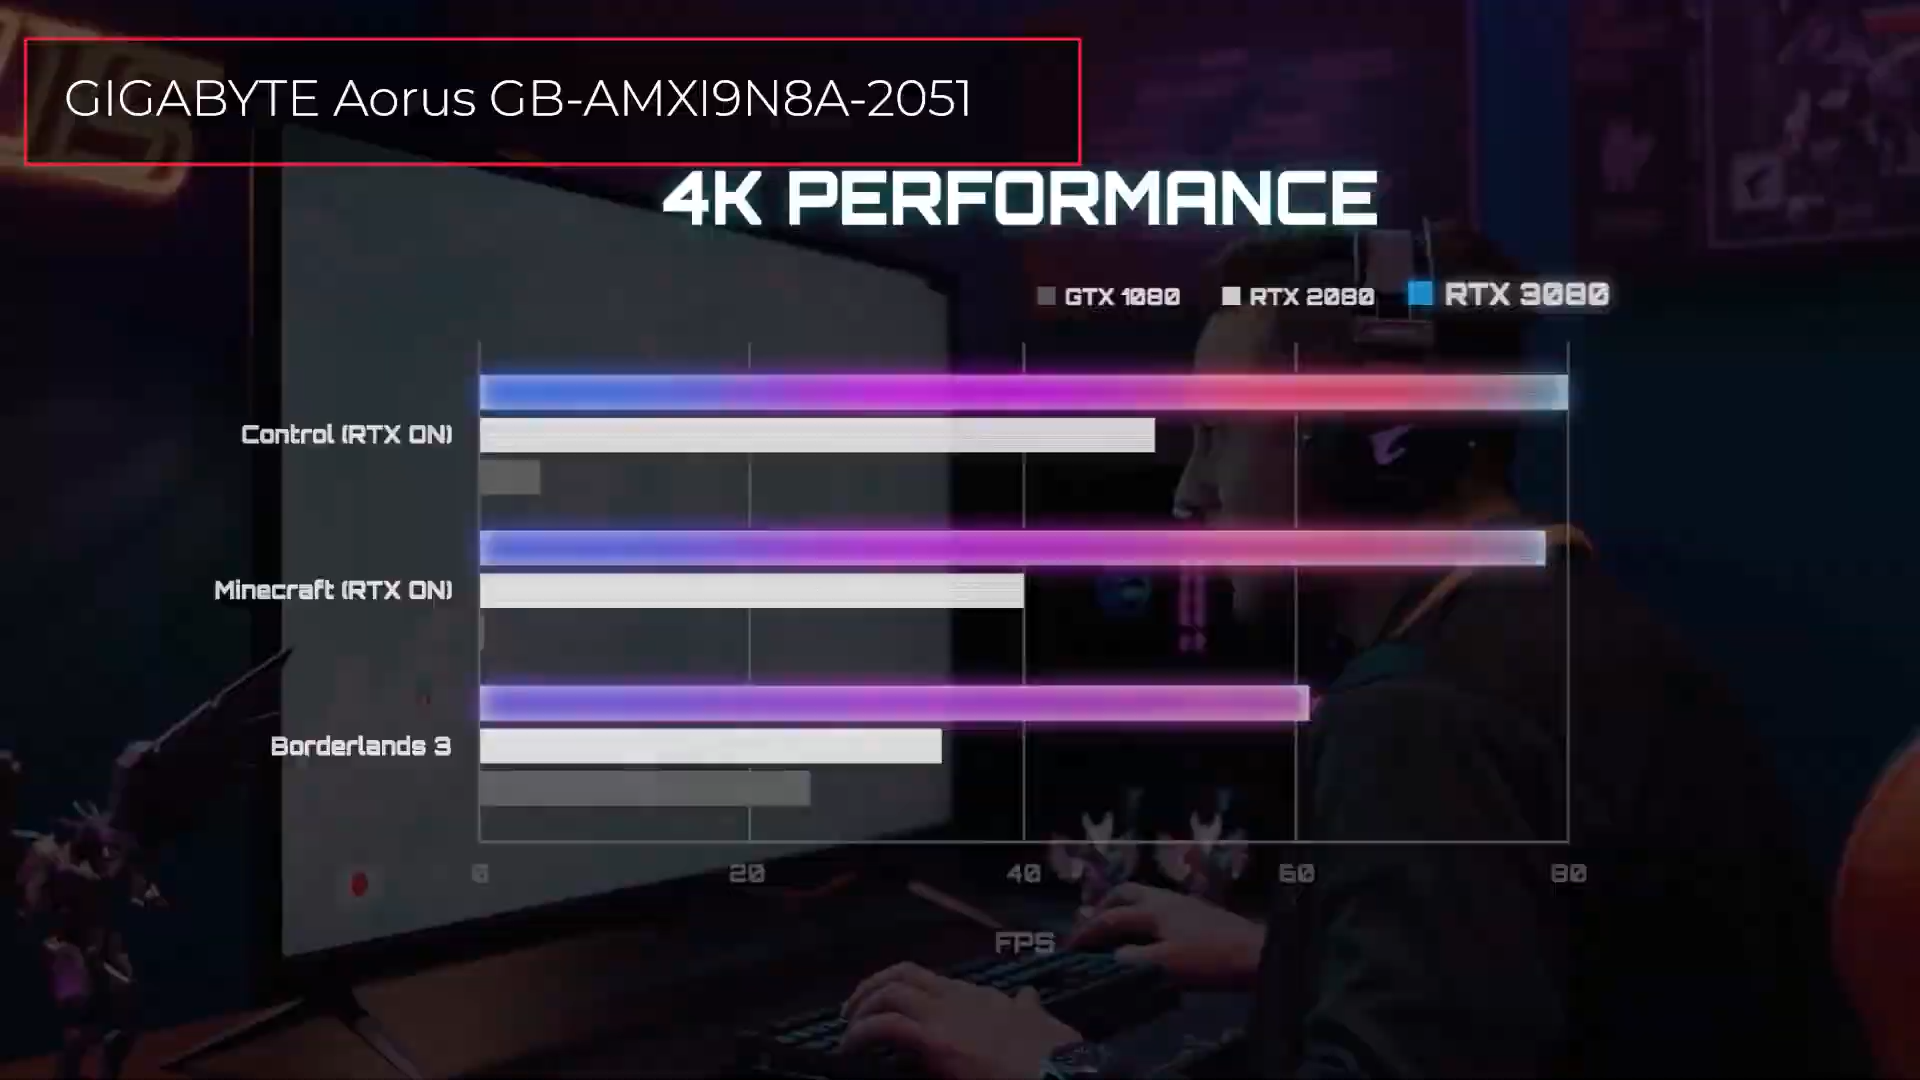 GIGABYTE Aorus GB-AMXI9N8A-2051
4K PERFORMANCE
GTX 1080 RTX 2080 RTX 3080
Control (RTX ON)
Minecraft (RTX ON)
Borderlands 3
0 20 40 60 80
FPS